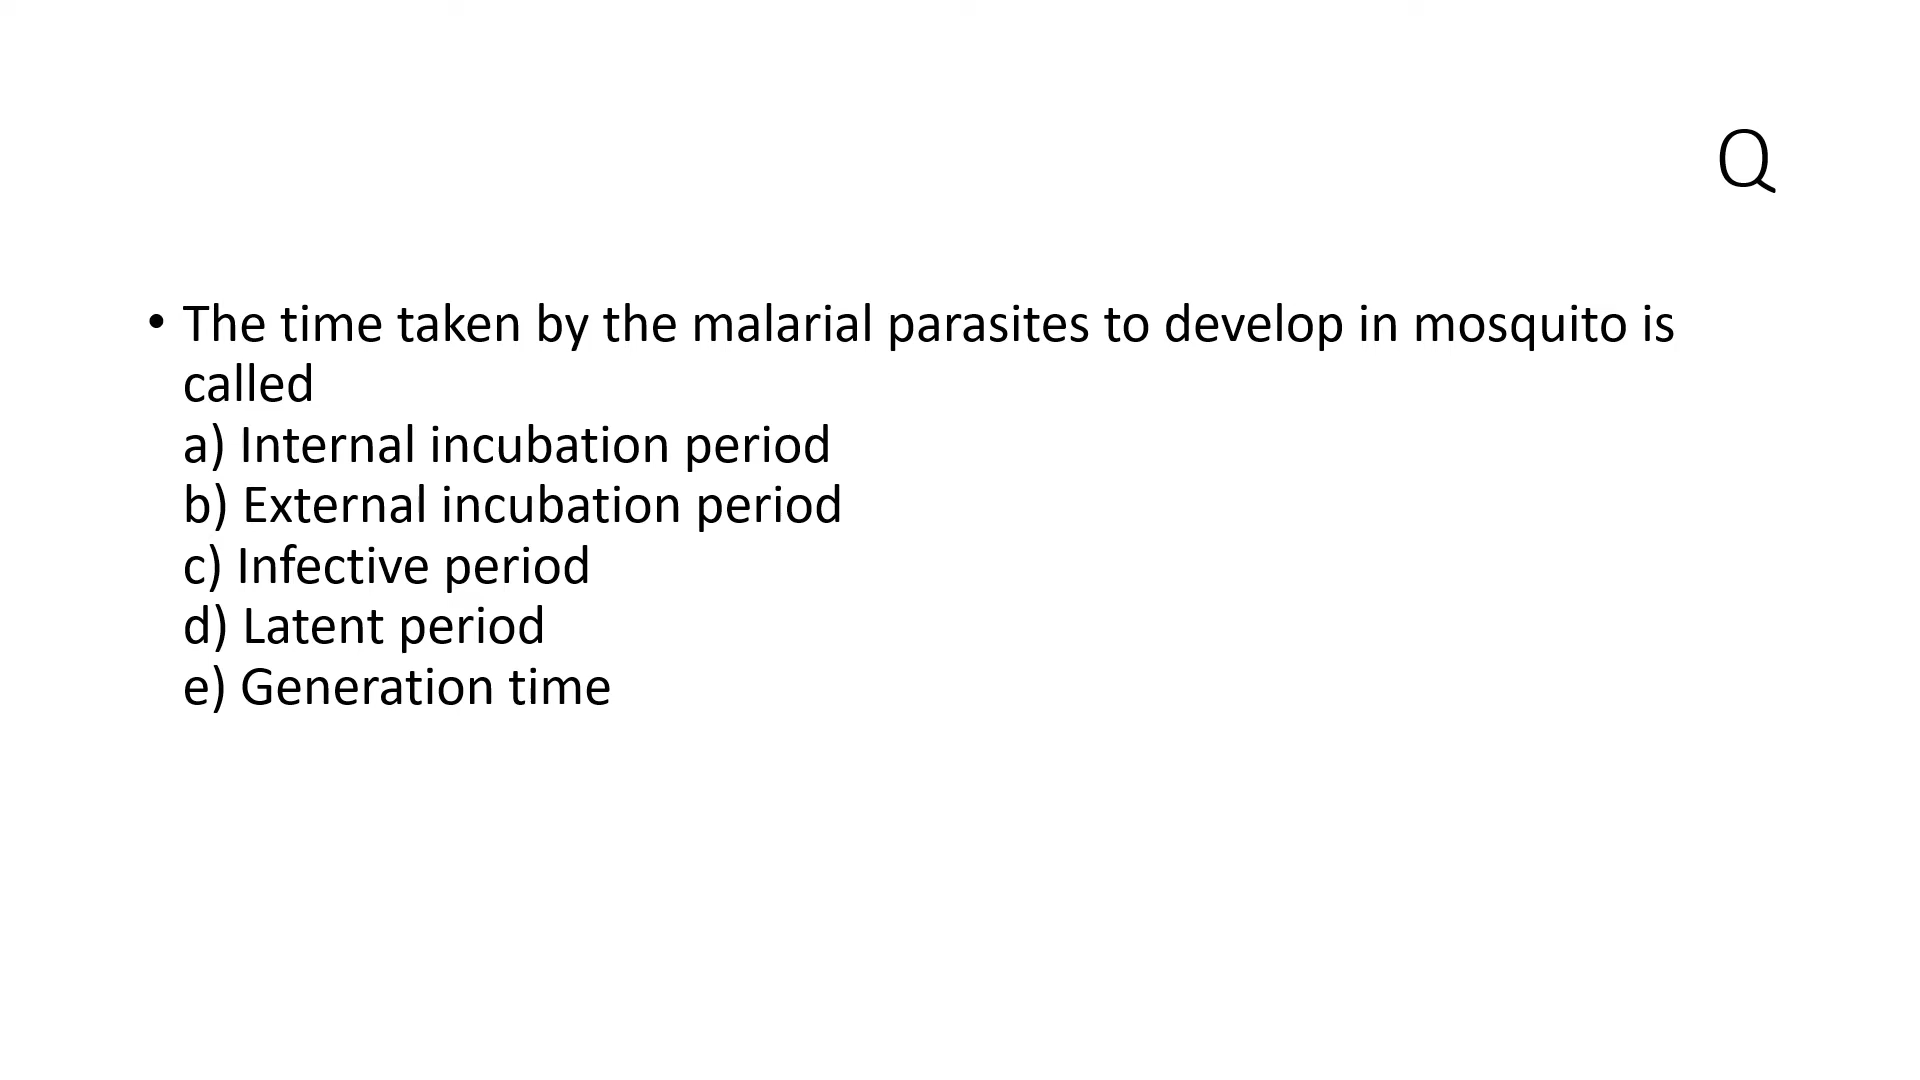 Q
• The time taken by the malarial parasites to develop in mosquito is
called
a) Internal incubation period
b) External incubation period
c) Infective period
d) Latent period
e) Generation time